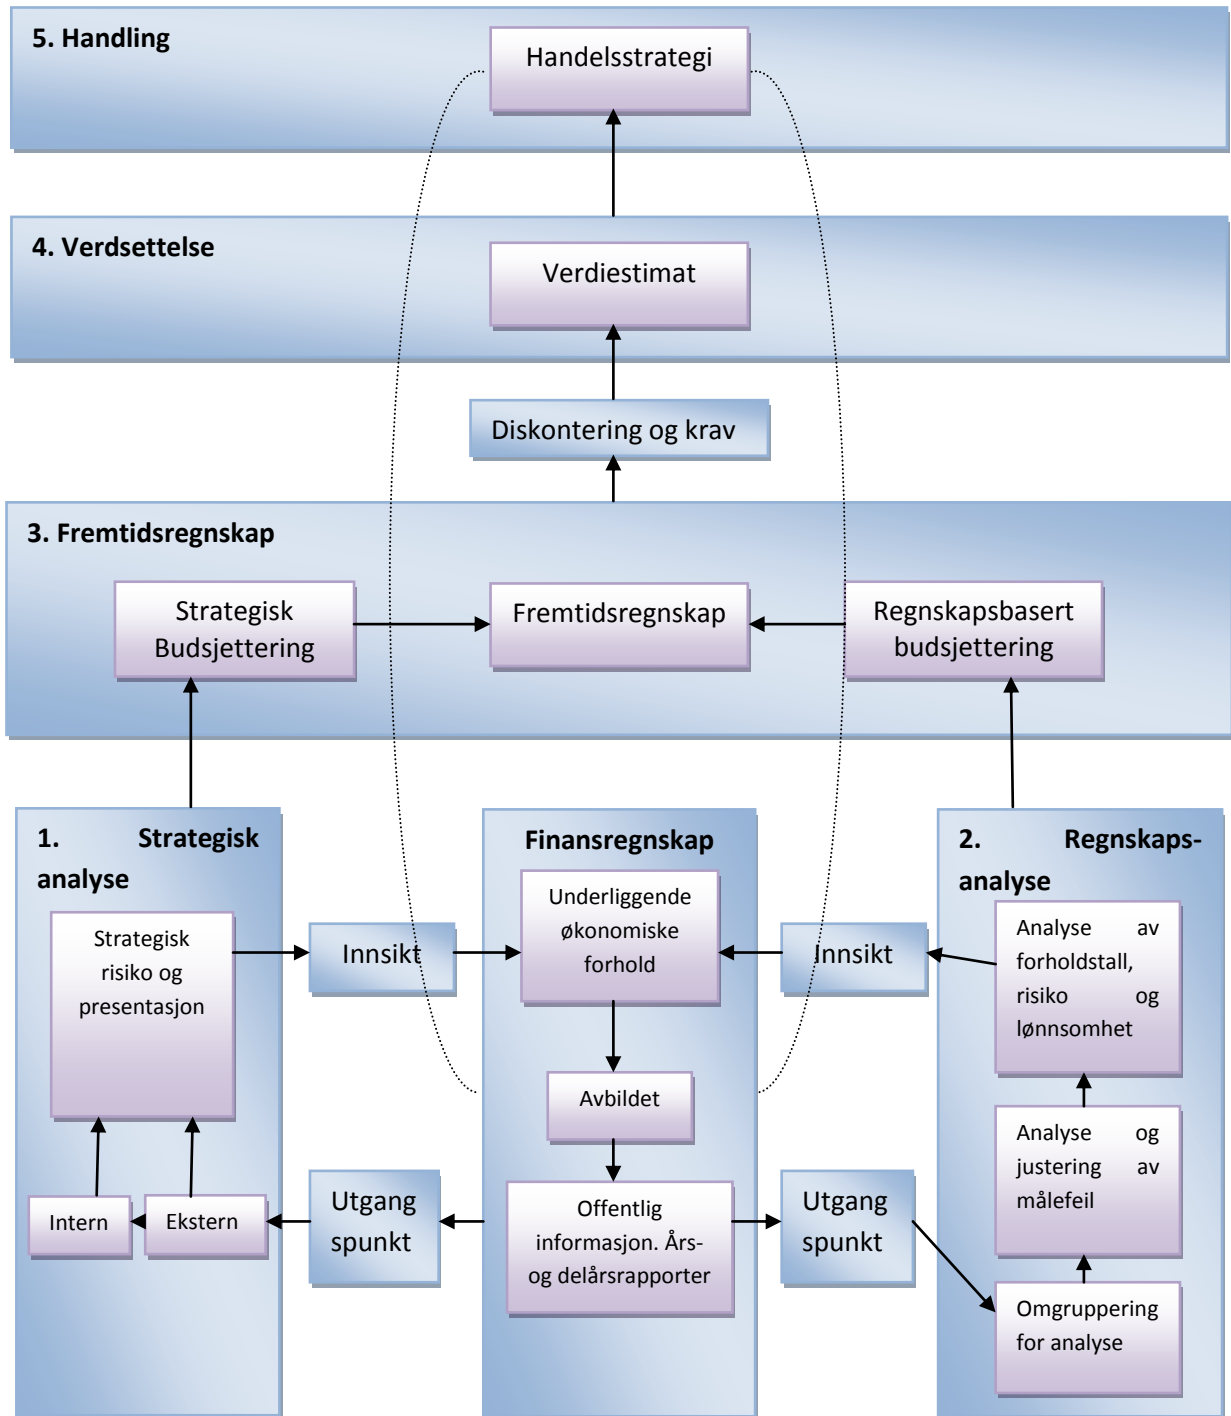 5. Handling
Handelsstrategi
4. Verdsettelse
Verdiestimat
Diskontering og krav
3. Fremtidsregnskap
Strategisk
Budsjettering
Fremtidsregnskap
Regnskapsbasert
budsjettering
1. Strategisk
analyse
Strategisk
risiko og
presentasjon
Intern
Ekstern
Innsikt
Utgang
spunkt
Finansregnskap
Underliggende
økonomiske
forhold
Avbildet
Offentlig
informasjon. Års-
og delårsrapporter
Innsikt
Utgang
spunkt
2. Regnskaps-
analyse
Analyse av
forholdstall,
risiko og
lønnsomhet
Analyse og
justering av
målefeil
Omgruppering
for analyse